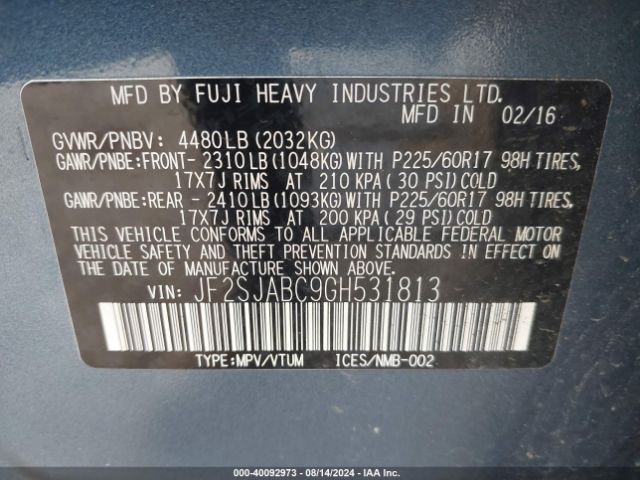 MFD BY FUJI HEAVY INDUSTRIES LTD.
MFD IN 02/16
GVWR/PNBV: 4480LB(2032KG)
GAWR/PNBE:FRONT- 2310LB(1048KG)WITH P225/60R17 98H TIRES,
17X7J RIMS AT 210 KPA(30 PSI)COLD
GAWR/PNBE:REAR - 2410LB(1093KG)WITH P225/60R17 98H TIRES,
17X7J RIMS AT 200 KPA(29 PSI)COLD
THIS VEHICLE CONFORMS TO ALL APPLICABLE FEDERAL MOTOR
VEHICLE SAFETY AND THEFT PREVENTION STANDARDS IN EFFECT
ON THE DATE OF MANUFACTURE SHOWN ABOVE.
VIN: JF2SJABC9GH531813
TYPE:MPV/VTUM ICES/NMB-002
000-40092973 - 08/14/2024 - IAA Inc.